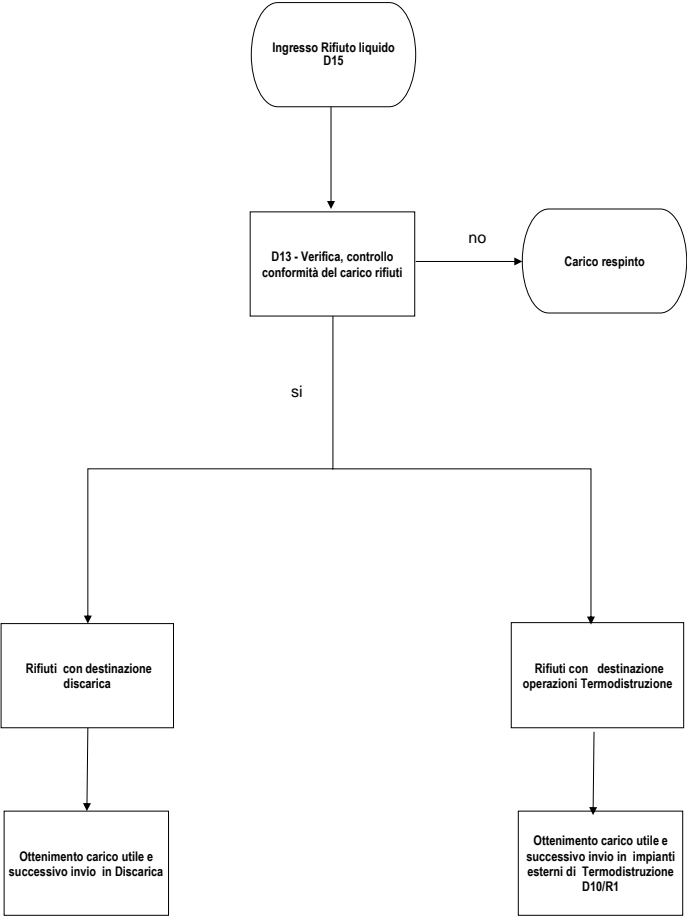 Ingresso Rifiuto liquido
D15
D13 - Verifica, controllo
conformità del carico rifiuti
no
Carico respinto
si
Rifiuti con destinazione
discarica
Rifiuti con destinazione
operazioni Termodistruzione
Ottenimento carico utile e
successivo invio in Discarica
Ottenimento carico utile e
successivo invio in impianti
esterni di Termodistruzione
D10/R1